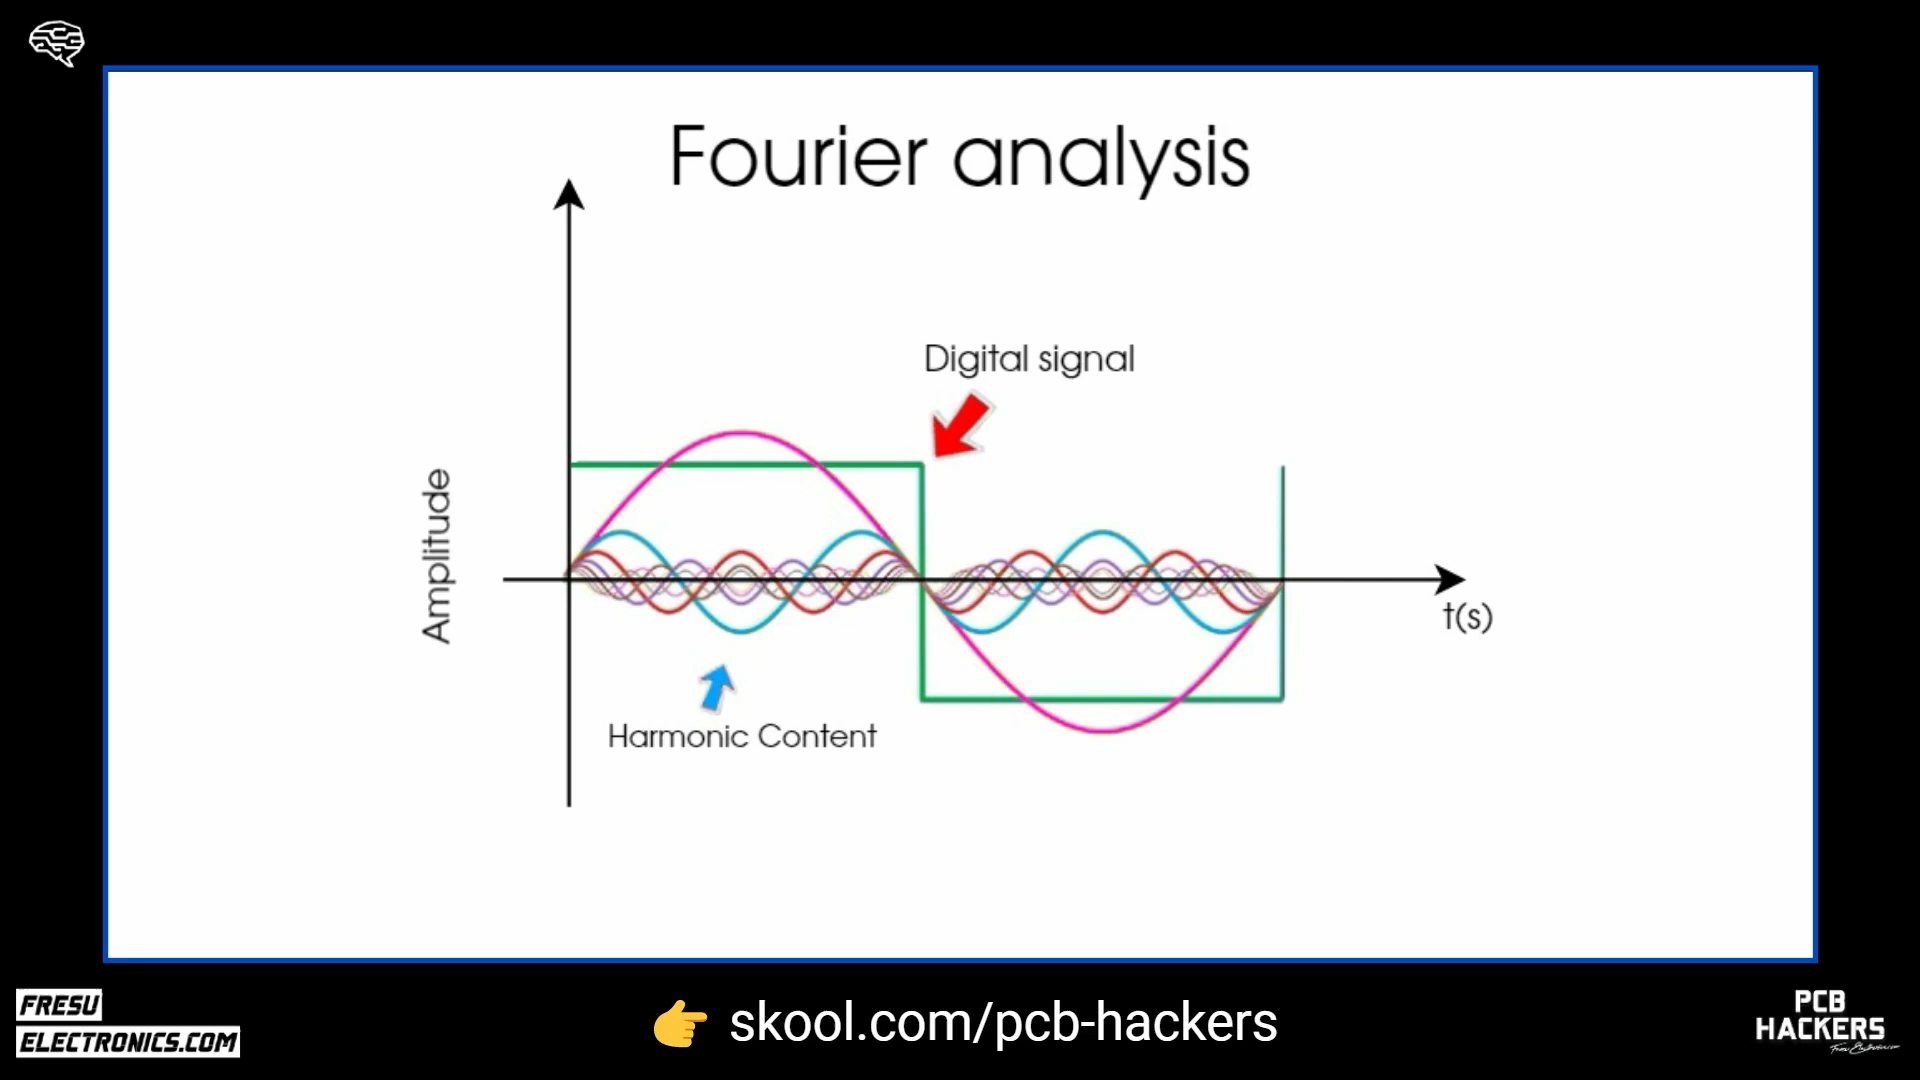 Fourier analysis
Digital signal
Amplitude
t(s)
Harmonic Content
FRESU
ELECTRONICS.COM
👉 skool.com/pcb-hackers
PCB
HACKERS